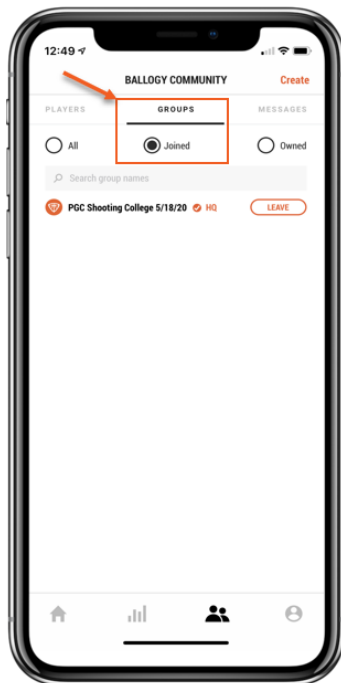 12:49
BALLOGY COMMUNITY Create
PLAYERS GROUPS MESSAGES
All Joined Owned
Search group names
PGC Shooting College 5/18/20 HQ LEAVE